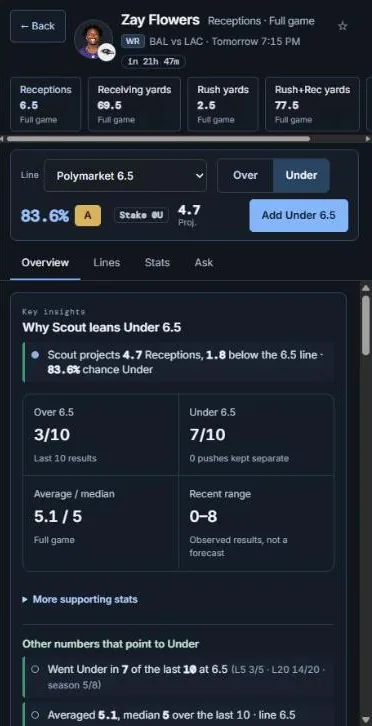 ← Back
Zay Flowers Receptions · Full game
☆
WR BAL vs LAC · Tomorrow 7:15 PM
in 21h 47m
Receptions
6.5
Full game
Receiving yards
69.5
Full game
Rush yards
2.5
Full game
Rush+Rec yards
77.5
Full game
Line
Polymarket 6.5
Over
Under
83.6%
A
Stake 0U
4.7
Proj.
Add Under 6.5
Overview
Lines
Stats
Ask
Key insights
Why Scout leans Under 6.5
Scout projects 4.7 Receptions, 1.8 below the 6.5 line ·
83.6% chance Under
Over 6.5
3/10
Last 10 results
Under 6.5
7/10
0 pushes kept separate
Average / median
5.1 / 5
Full game
Recent range
0–8
Observed results, not a
forecast
▸ More supporting stats
Other numbers that point to Under
Went Under in 7 of the last 10 at 6.5 (L5 3/5 · L20 14/20 ·
season 5/8)
Averaged 5.1, median 5 over the last 10 · line 6.5